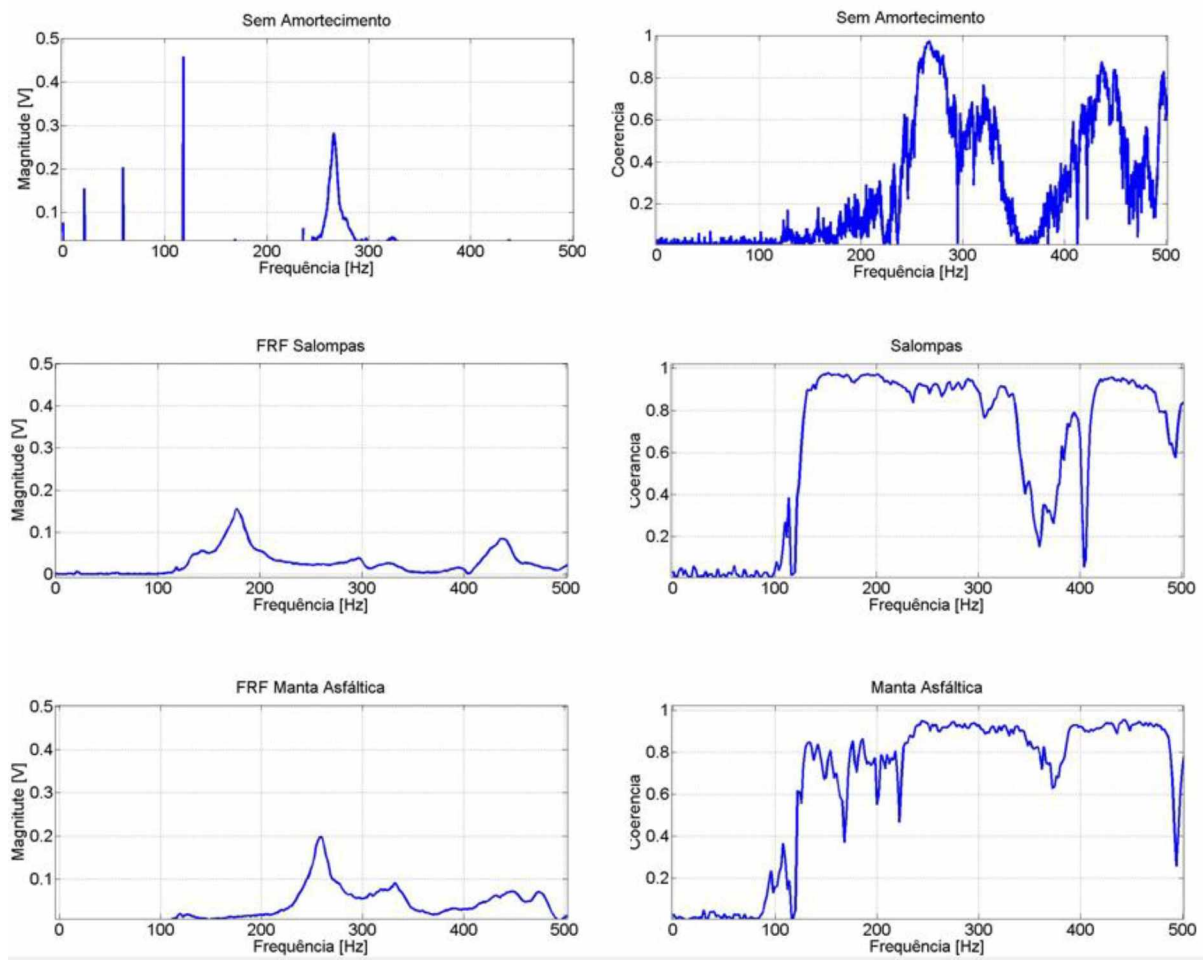 Sem Amortecimento
0.5
0.4
0.3
0.2
0.1
Magnitude [V]
0 100 200 300 400 500
Frequência [Hz]
Sem Amortecimento
1
0.8
0.6
0.4
0.2
Coerencia
0 100 200 300 400 500
Frequência [Hz]
FRF Salompas
0.5
0.4
0.3
0.2
0.1
0
Magnitude [V]
0 100 200 300 400 500
Frequência [Hz]
Salompas
1
0.8
0.6
0.4
0.2
Coerancia
0 100 200 300 400 500
Frequência [Hz]
FRF Manta Asfáltica
0.5
0.4
0.3
0.2
0.1
Magnitute [V]
0 100 200 300 400 500
Frequência [Hz]
Manta Asfáltica
1
0.8
0.6
0.4
0.2
Coerencia
0 100 200 300 400 500
Frequência [Hz]